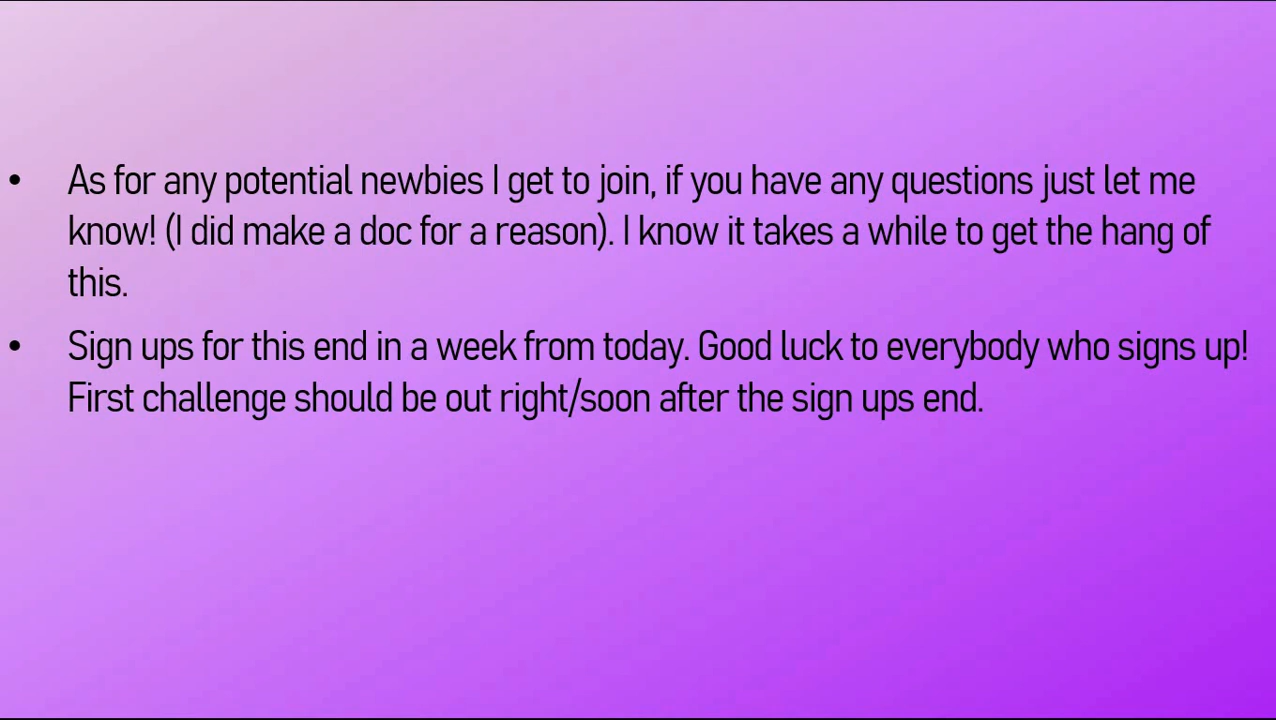 • As for any potential newbies I get to join, if you have any questions just let me
know! (I did make a doc for a reason). I know it takes a while to get the hang of
this.
• Sign ups for this end in a week from today. Good luck to everybody who signs up!
First challenge should be out right/soon after the sign ups end.